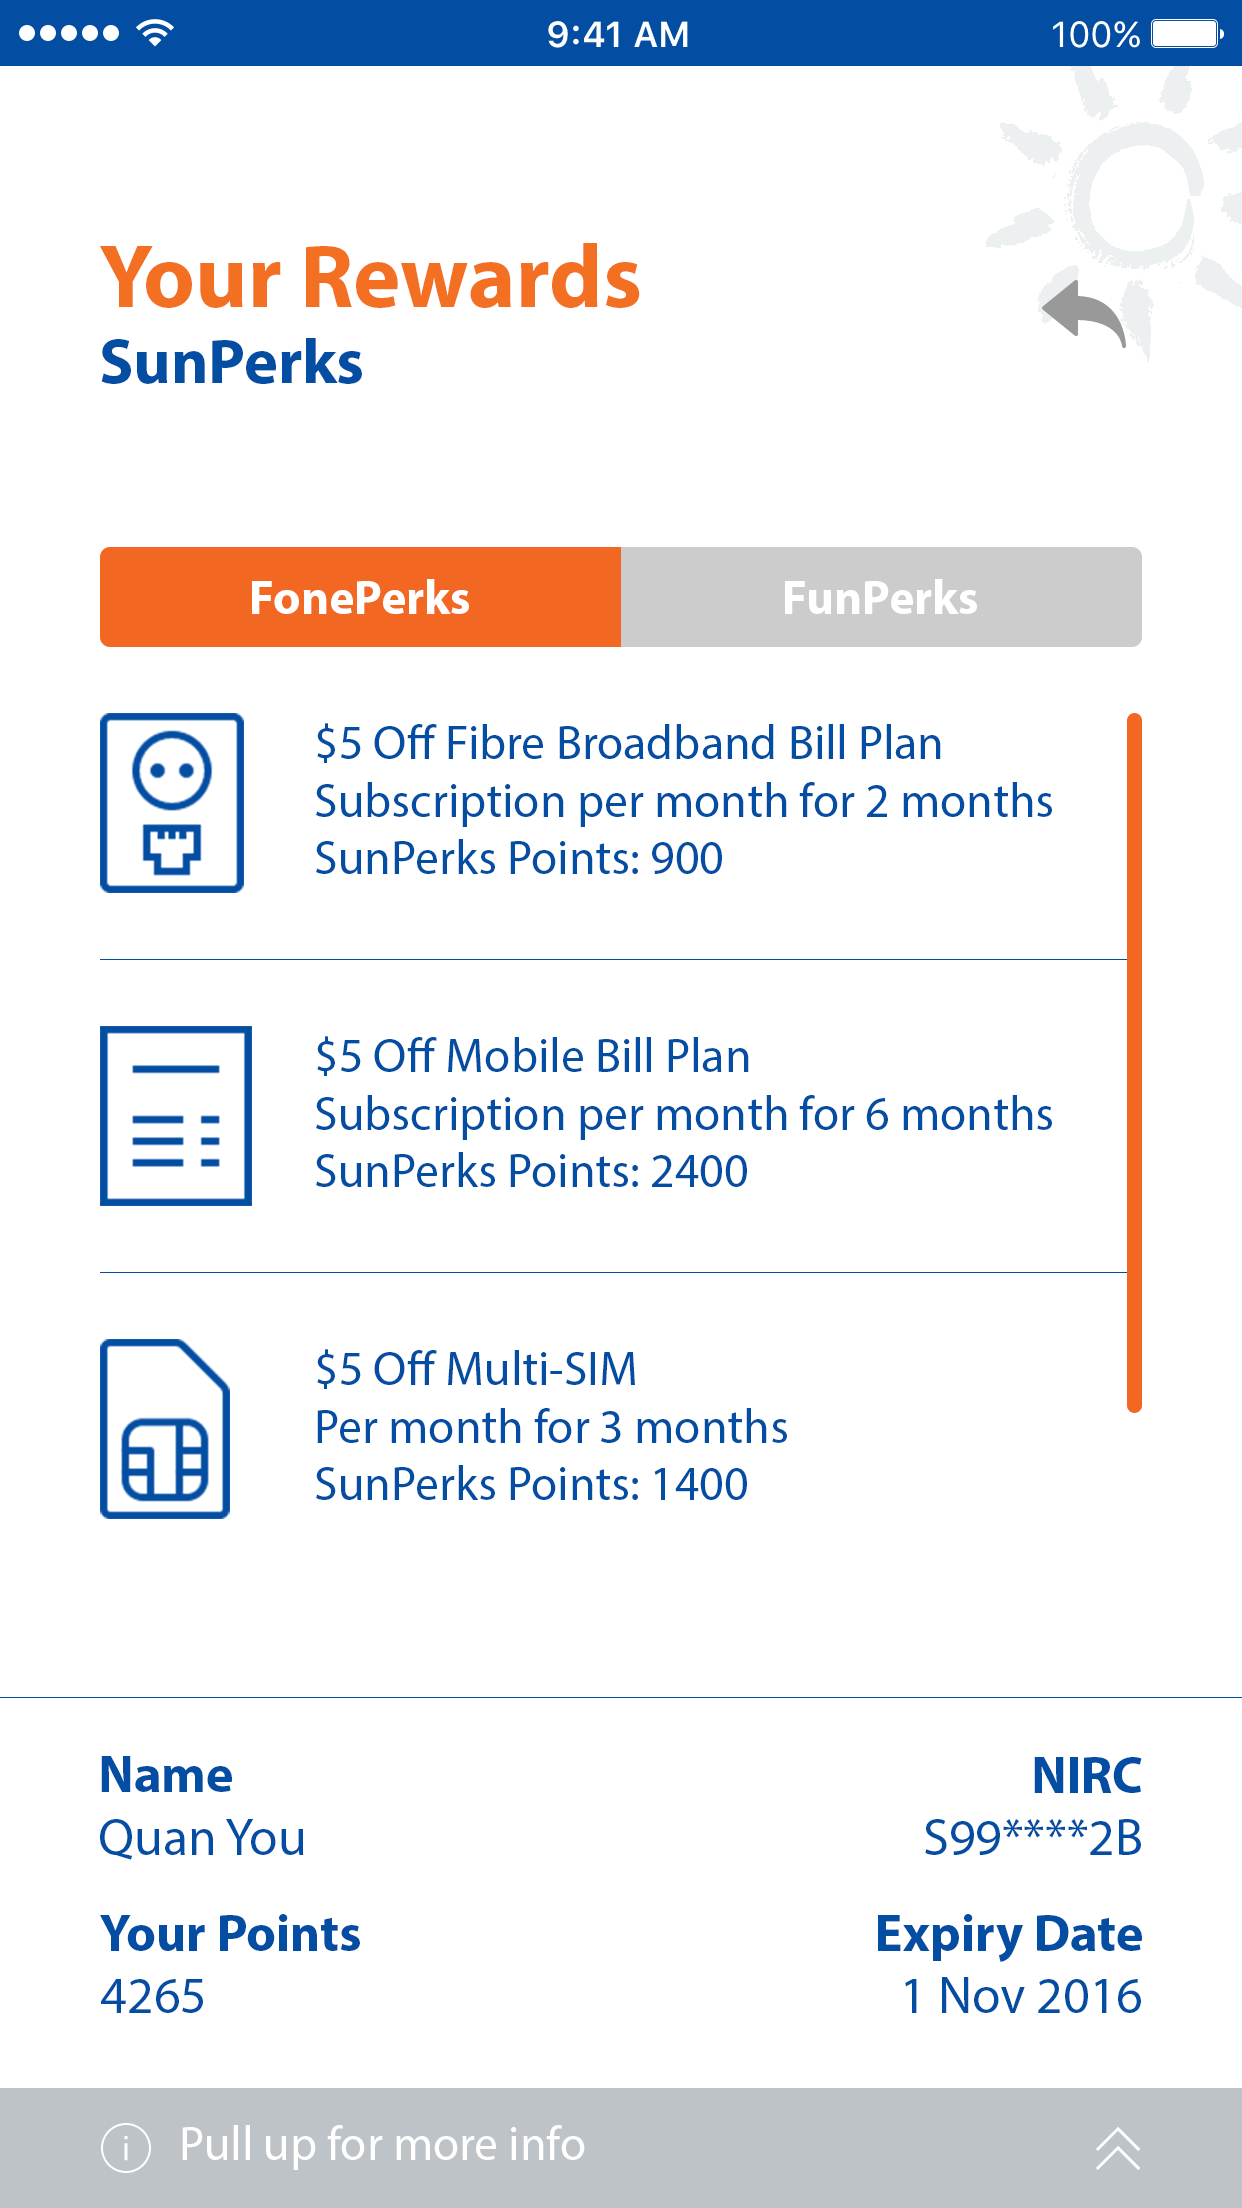 9:41 AM
100%
Your Rewards
SunPerks
FonePerks
FunPerks
$5 Off Fibre Broadband Bill Plan
Subscription per month for 2 months
SunPerks Points: 900
$5 Off Mobile Bill Plan
Subscription per month for 6 months
SunPerks Points: 2400
$5 Off Multi-SIM
Per month for 3 months
SunPerks Points: 1400
Name
Quan You
NIRC
S99****2B
Your Points
4265
Expiry Date
1 Nov 2016
i Pull up for more info